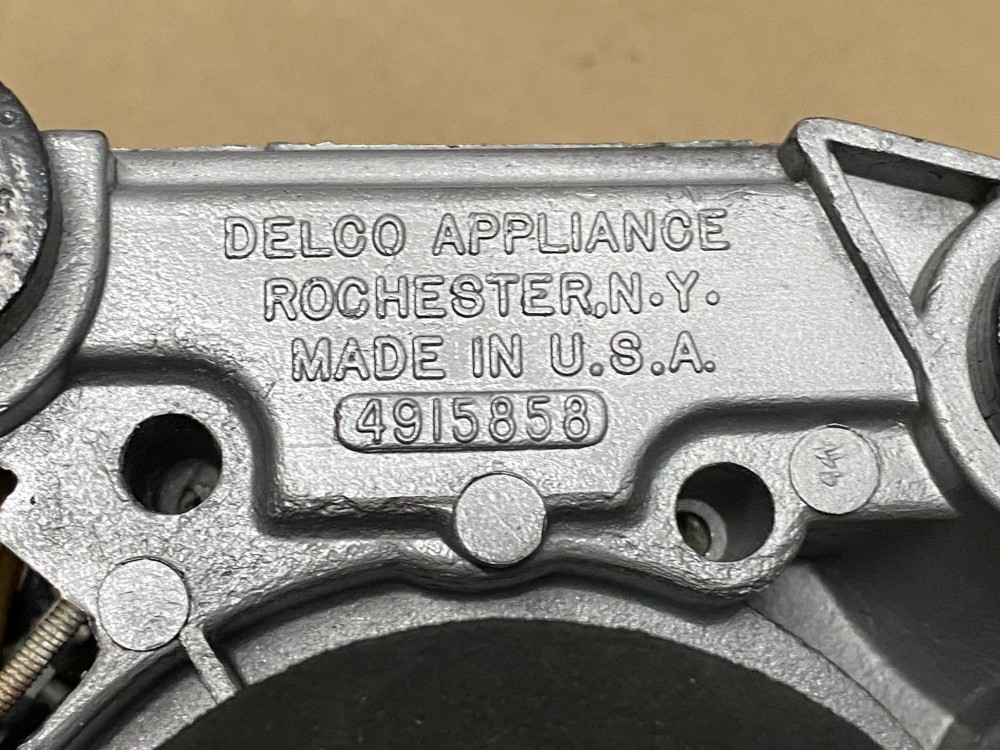 DELCO APPLIANCE
ROCHESTER,N.Y.
MADE IN U.S.A.
4915858